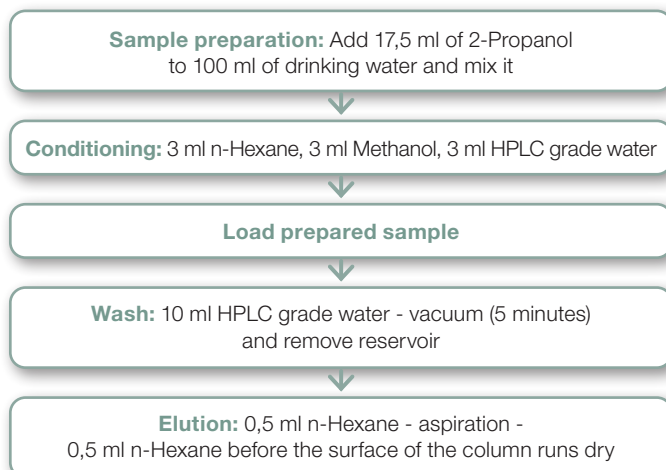 Sample preparation: Add 17,5 ml of 2-Propanol
to 100 ml of drinking water and mix it
Conditioning: 3 ml n-Hexane, 3 ml Methanol, 3 ml HPLC grade water
Load prepared sample
Wash: 10 ml HPLC grade water - vacuum (5 minutes)
and remove reservoir
Elution: 0,5 ml n-Hexane - aspiration -
0,5 ml n-Hexane before the surface of the column runs dry